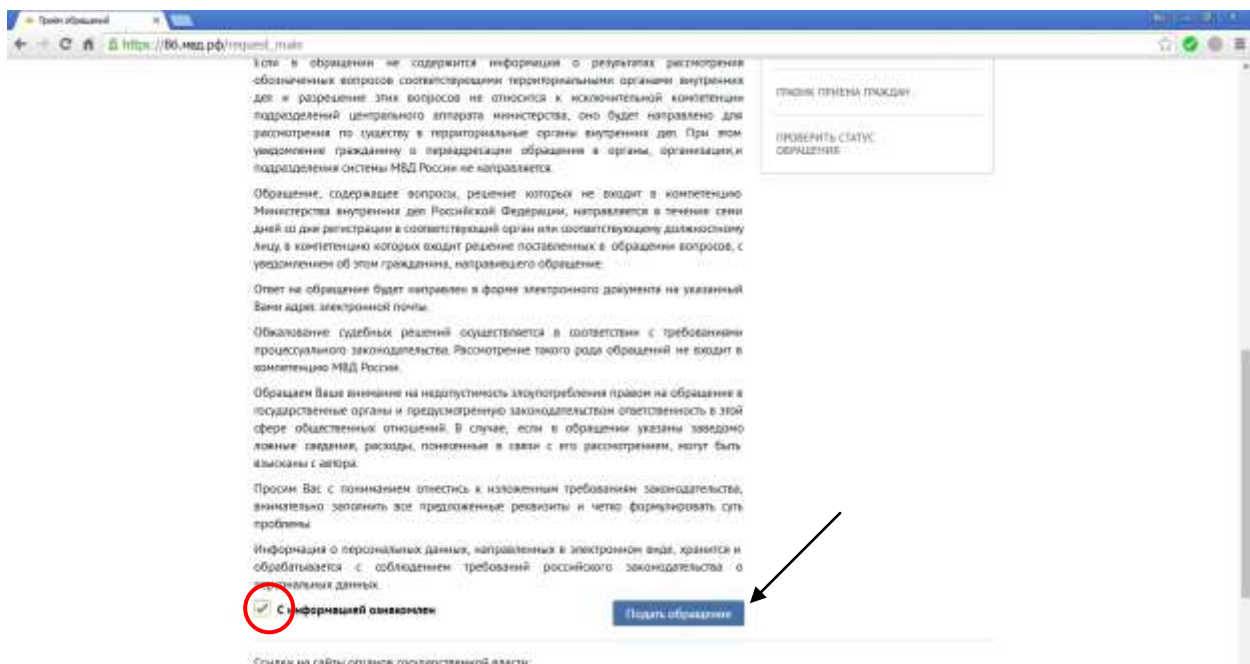 Приём обращений
https://86.мвд.рф/request_main
Если в обращении не содержится информация о результатах рассмотрения
обозначенных вопросов соответствующими территориальными органами внутренних
дел и разрешение этих вопросов не относится к исключительной компетенции
подразделений центрального аппарата министерства, оно будет направлено для
рассмотрения по существу в территориальные органы внутренних дел. При этом
уведомление гражданину о переадресации обращения в органы, организации,и
подразделения системы МВД России не направляется.
ГРАФИК ПРИЕМА ГРАЖДАН
ПРОВЕРИТЬ СТАТУС
ОБРАЩЕНИЯ
Обращение, содержащее вопросы, решение которых не входит в компетенцию
Министерства внутренних дел Российской Федерации, направляется в течение семи
дней со дня регистрации в соответствующий орган или соответствующему должностному
лицу, в компетенцию которых входит решение поставленных в обращении вопросов, с
уведомлением об этом гражданина, направившего обращение.
Ответ на обращение будет направлен в форме электронного документа на указанный
Вами адрес электронной почты.
Обжалование судебных решений осуществляется в соответствии с требованиями
процессуального законодательства. Рассмотрение такого рода обращений не входит в
компетенцию МВД России.
Обращаем Ваше внимание на недопустимость злоупотребления правом на обращение в
государственные органы и предусмотренную законодательством ответственность в этой
сфере общественных отношений. В случае, если в обращении указаны заведомо
ложные сведения, расходы, понесенные в связи с его рассмотрением, могут быть
взысканы с автора.
Просим Вас с пониманием отнестись к изложенным требованиям законодательства,
внимательно заполнить все предложенные реквизиты и четко формулировать суть
проблемы.
Информация о персональных данных, направленных в электронном виде, хранится и
обрабатывается с соблюдением требований российского законодательства о
персональных данных.
С информацией ознакомлен
Подать обращение
Ссылки на сайты органов государственной власти: